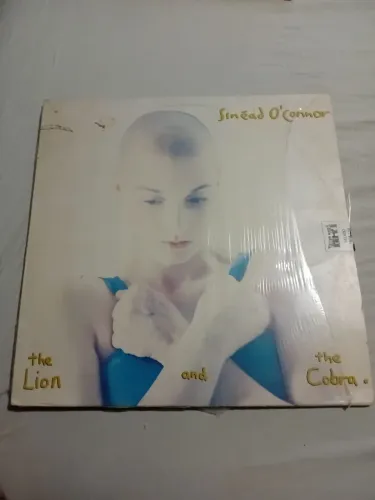 Sinéad O'Connor
the Lion and the Cobra.